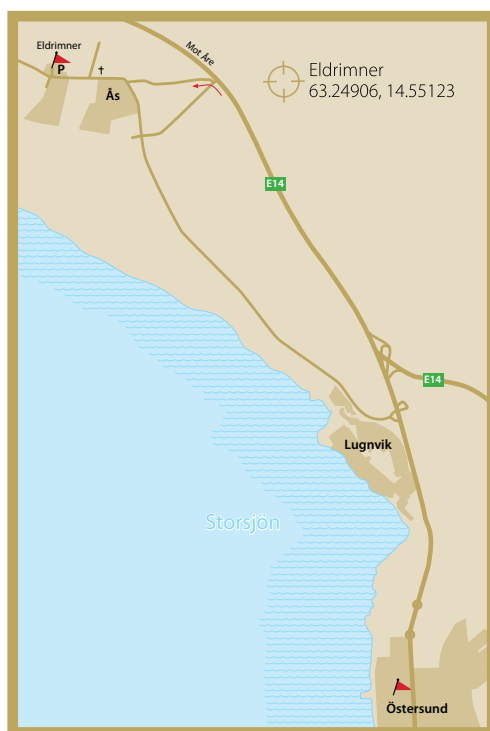 Mot Åre
Eldrimner
P
Ås
Eldrimner
63.24906, 14.55123
E14
E14
Lugnvik
Storsjön
Östersund